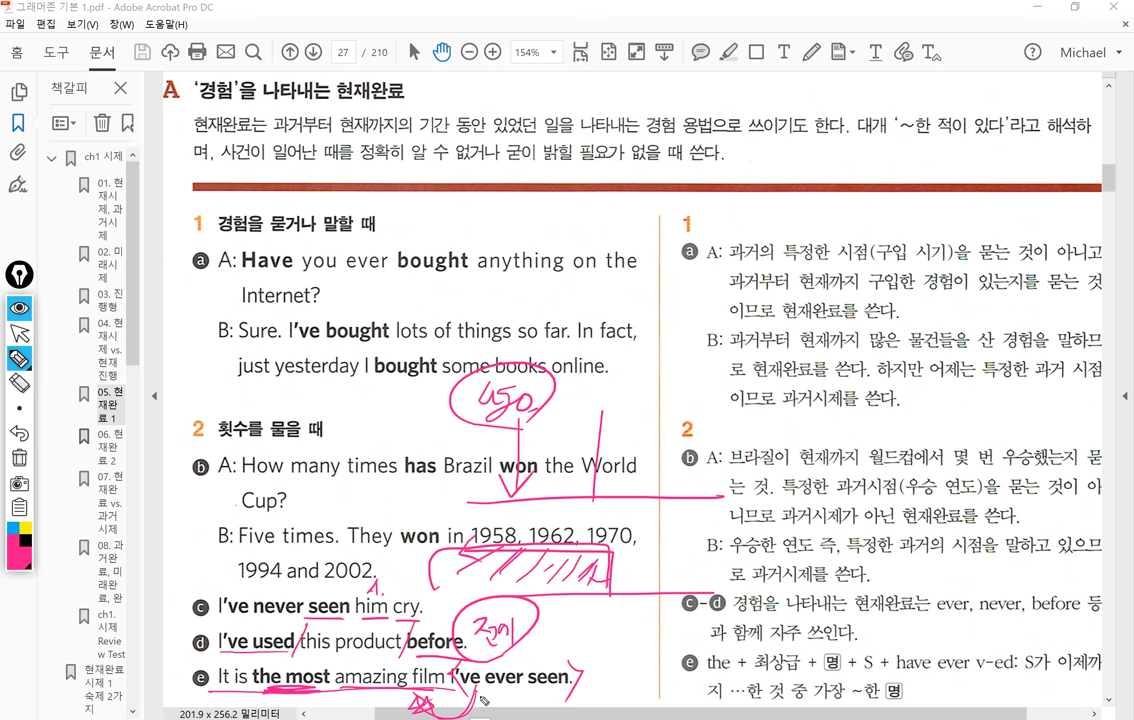 그래머존 기본 1.pdf - Adobe Acrobat Pro DC
파일 편집 보기(V) 창(W) 도움말(H)
홈 도구 문서 27 / 210 154% Michael
책갈피
ch1 시제
01. 현재시제, 과거시제
02. 미래시제
03. 진행형
04. 현재시제 vs. 현재진행
05. 현재완료 1
06. 현재완료 2
07. 현재완료 vs. 과거시제
08. 과거완료, 미래완료, 완
ch1. 시제 Review Test
현재완료시제 1 숙제 2가지
A '경험'을 나타내는 현재완료
현재완료는 과거부터 현재까지의 기간 동안 있었던 일을 나타내는 경험 용법으로 쓰이기도 한다. 대개 '~한 적이 있다'라고 해석하
며, 사건이 일어난 때를 정확히 알 수 없거나 굳이 밝힐 필요가 없을 때 쓴다.
1 경험을 묻거나 말할 때
a A: Have you ever bought anything on the
Internet?
B: Sure. I've bought lots of things so far. In fact,
just yesterday I bought some books online.
2 횟수를 물을 때
b A: How many times has Brazil won the World
Cup?
B: Five times. They won in 1958, 1962, 1970,
1994 and 2002.
c I've never seen him cry.
d I've used this product before.
전에
e It is the most amazing film I've ever seen.
1
a A: 과거의 특정한 시점(구입 시기)을 묻는 것이 아니고
과거부터 현재까지 구입한 경험이 있는지를 묻는 것
이므로 현재완료를 쓴다.
B: 과거부터 현재까지 많은 물건들을 산 경험을 말하므
로 현재완료를 쓴다. 하지만 어제는 특정한 과거 시점
이므로 과거시제를 쓴다.
2
b A: 브라질이 현재까지 월드컵에서 몇 번 우승했는지 묻
는 것. 특정한 과거시점(우승 연도)을 묻는 것이 아
니므로 과거시제가 아닌 현재완료를 쓴다.
B: 우승한 연도 즉, 특정한 과거의 시점을 말하고 있으므
로 과거시제를 쓴다.
c-d 경험을 나타내는 현재완료는 ever, never, before 등
과 함께 자주 쓰인다.
e the + 최상급 + 명 + S + have ever v-ed: S가 이제까
지 …한 것 중 가장 ~한 명
201.9 x 256.2 밀리미터